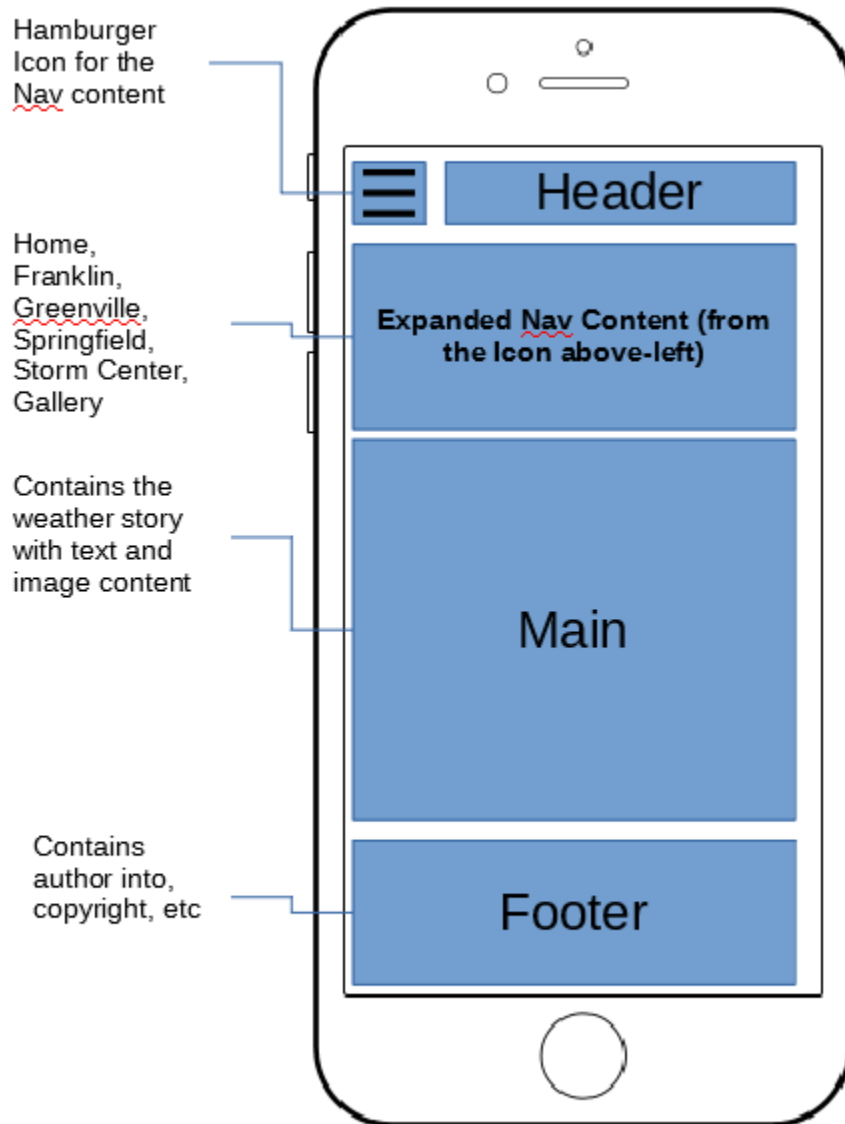 Hamburger
Icon for the
Nav content
Header
Home,
Franklin,
Greenville,
Springfield,
Storm Center,
Gallery
Expanded Nav Content (from
the Icon above-left)
Contains the
weather story
with text and
image content
Main
Contains
author into,
copyright, etc
Footer